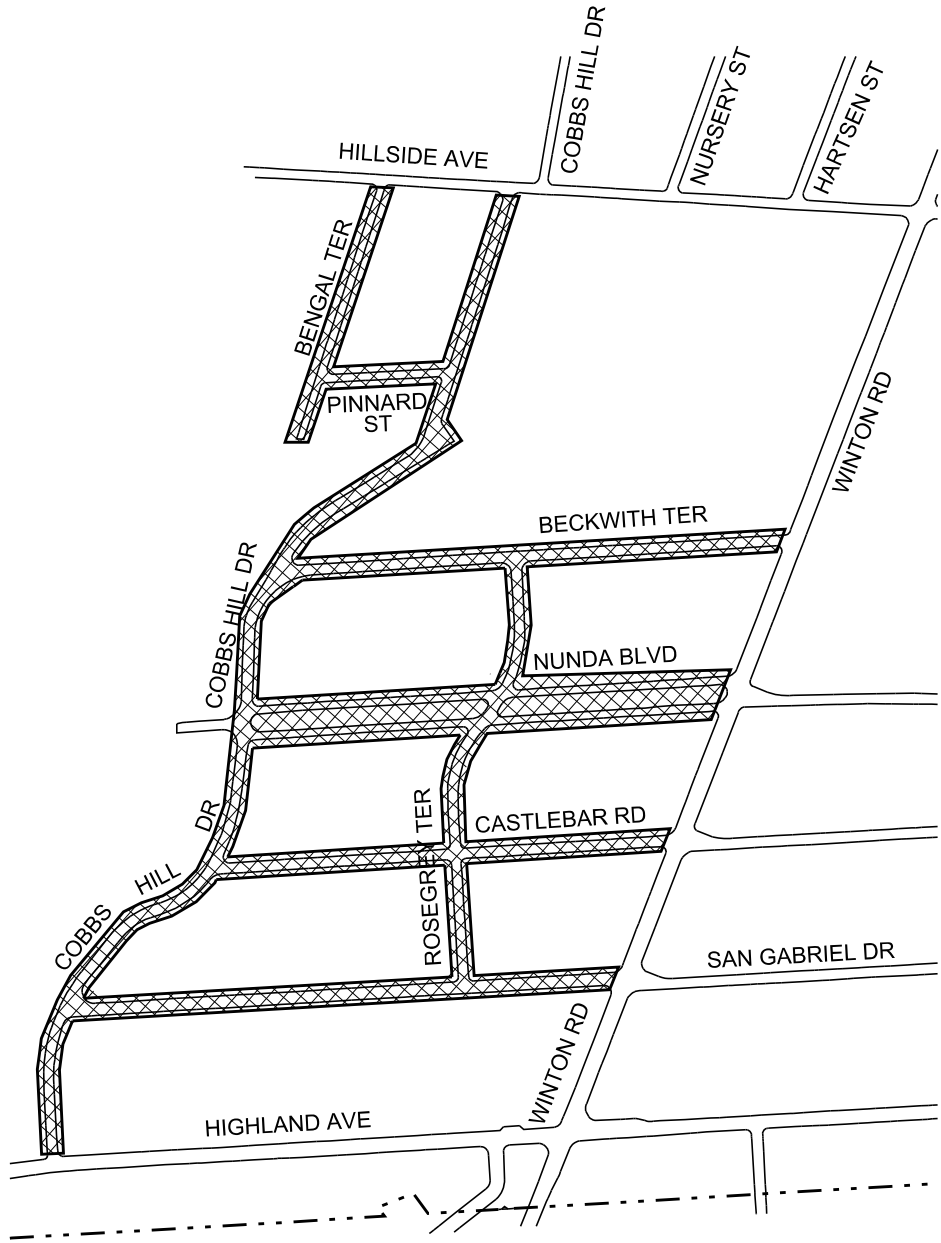 COBBS HILL DR
NURSERY ST
HARTSEN ST
HILLSIDE AVE
BENGAL TER
PINNARD
ST
WINTON RD
BECKWITH TER
COBBS HILL DR
NUNDA BLVD
ROSEGREY TER
CASTLEBAR RD
COBBS HILL DR
SAN GABRIEL DR
WINTON RD
HIGHLAND AVE